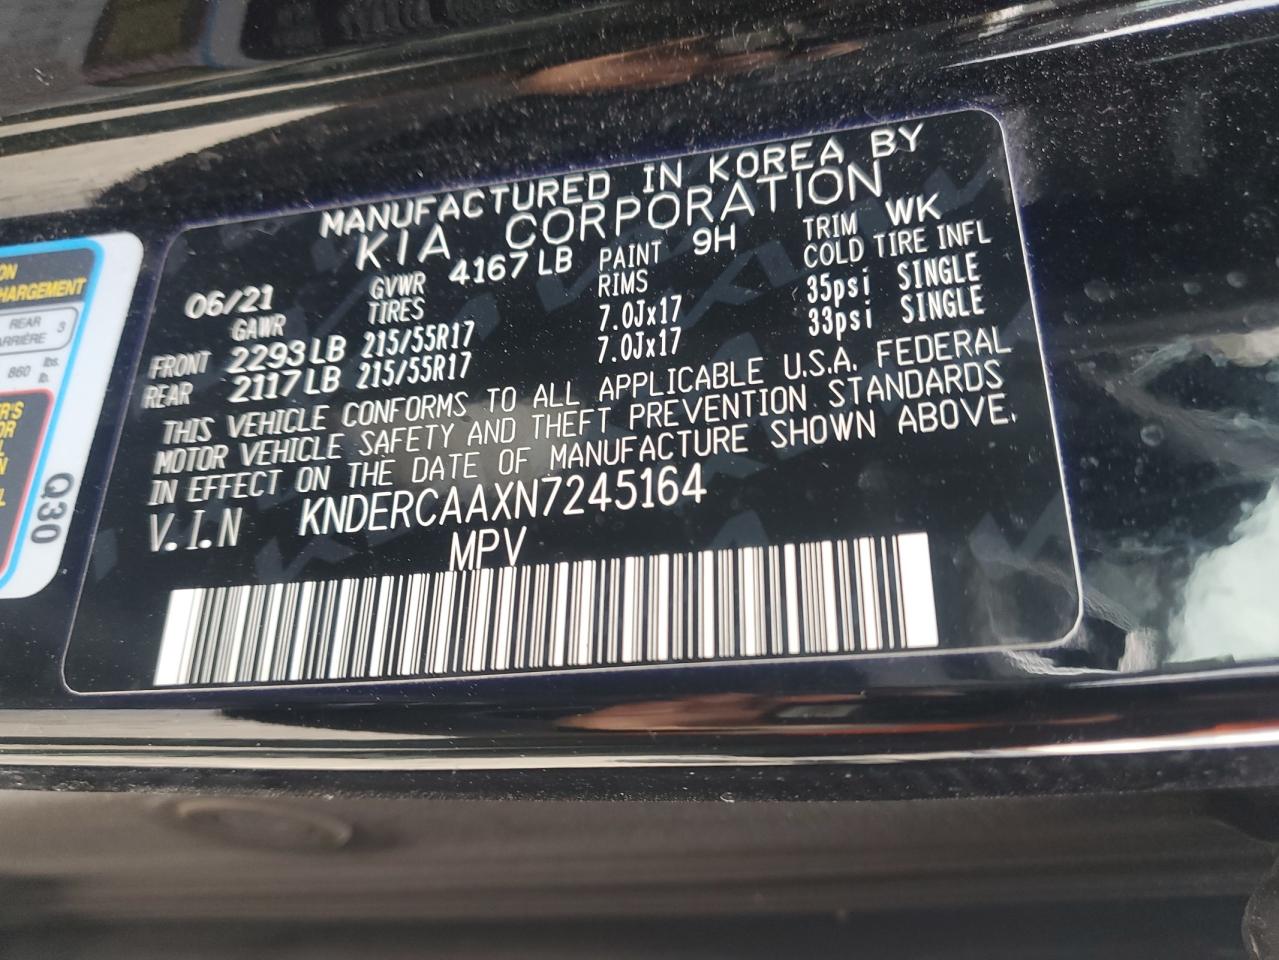 MANUFACTURED IN KOREA BY
KIA CORPORATION
06/21 GVWR 4167 LB PAINT 9H TRIM WK
GAWR TIRES RIMS COLD TIRE INFL
FRONT 2293 LB 215/55R17 7.0Jx17 35psi SINGLE
REAR 2117 LB 215/55R17 7.0Jx17 33psi SINGLE
THIS VEHICLE CONFORMS TO ALL APPLICABLE U.S.A. FEDERAL
MOTOR VEHICLE SAFETY AND THEFT PREVENTION STANDARDS
IN EFFECT ON THE DATE OF MANUFACTURE SHOWN ABOVE.
V.I.N KNDERCAAXN7245164
MPV
REAR 3
860 lbs.
lb.
Q30